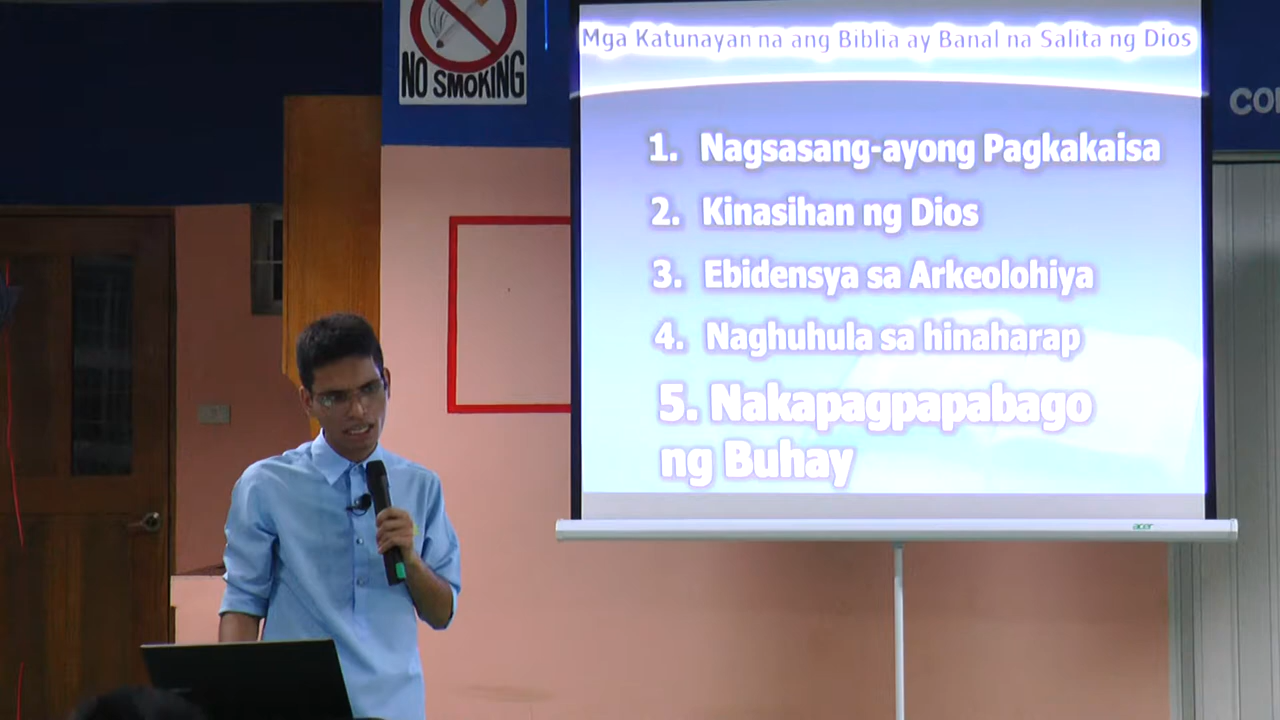 NO SMOKING
Mga Katunayan na ang Biblia ay Banal na Salita ng Dios
1. Nagsasang-ayong Pagkakaisa
2. Kinasihan ng Dios
3. Ebidensya sa Arkeolohiya
4. Naghuhula sa hinaharap
5. Nakapagpapabago
ng Buhay
acer